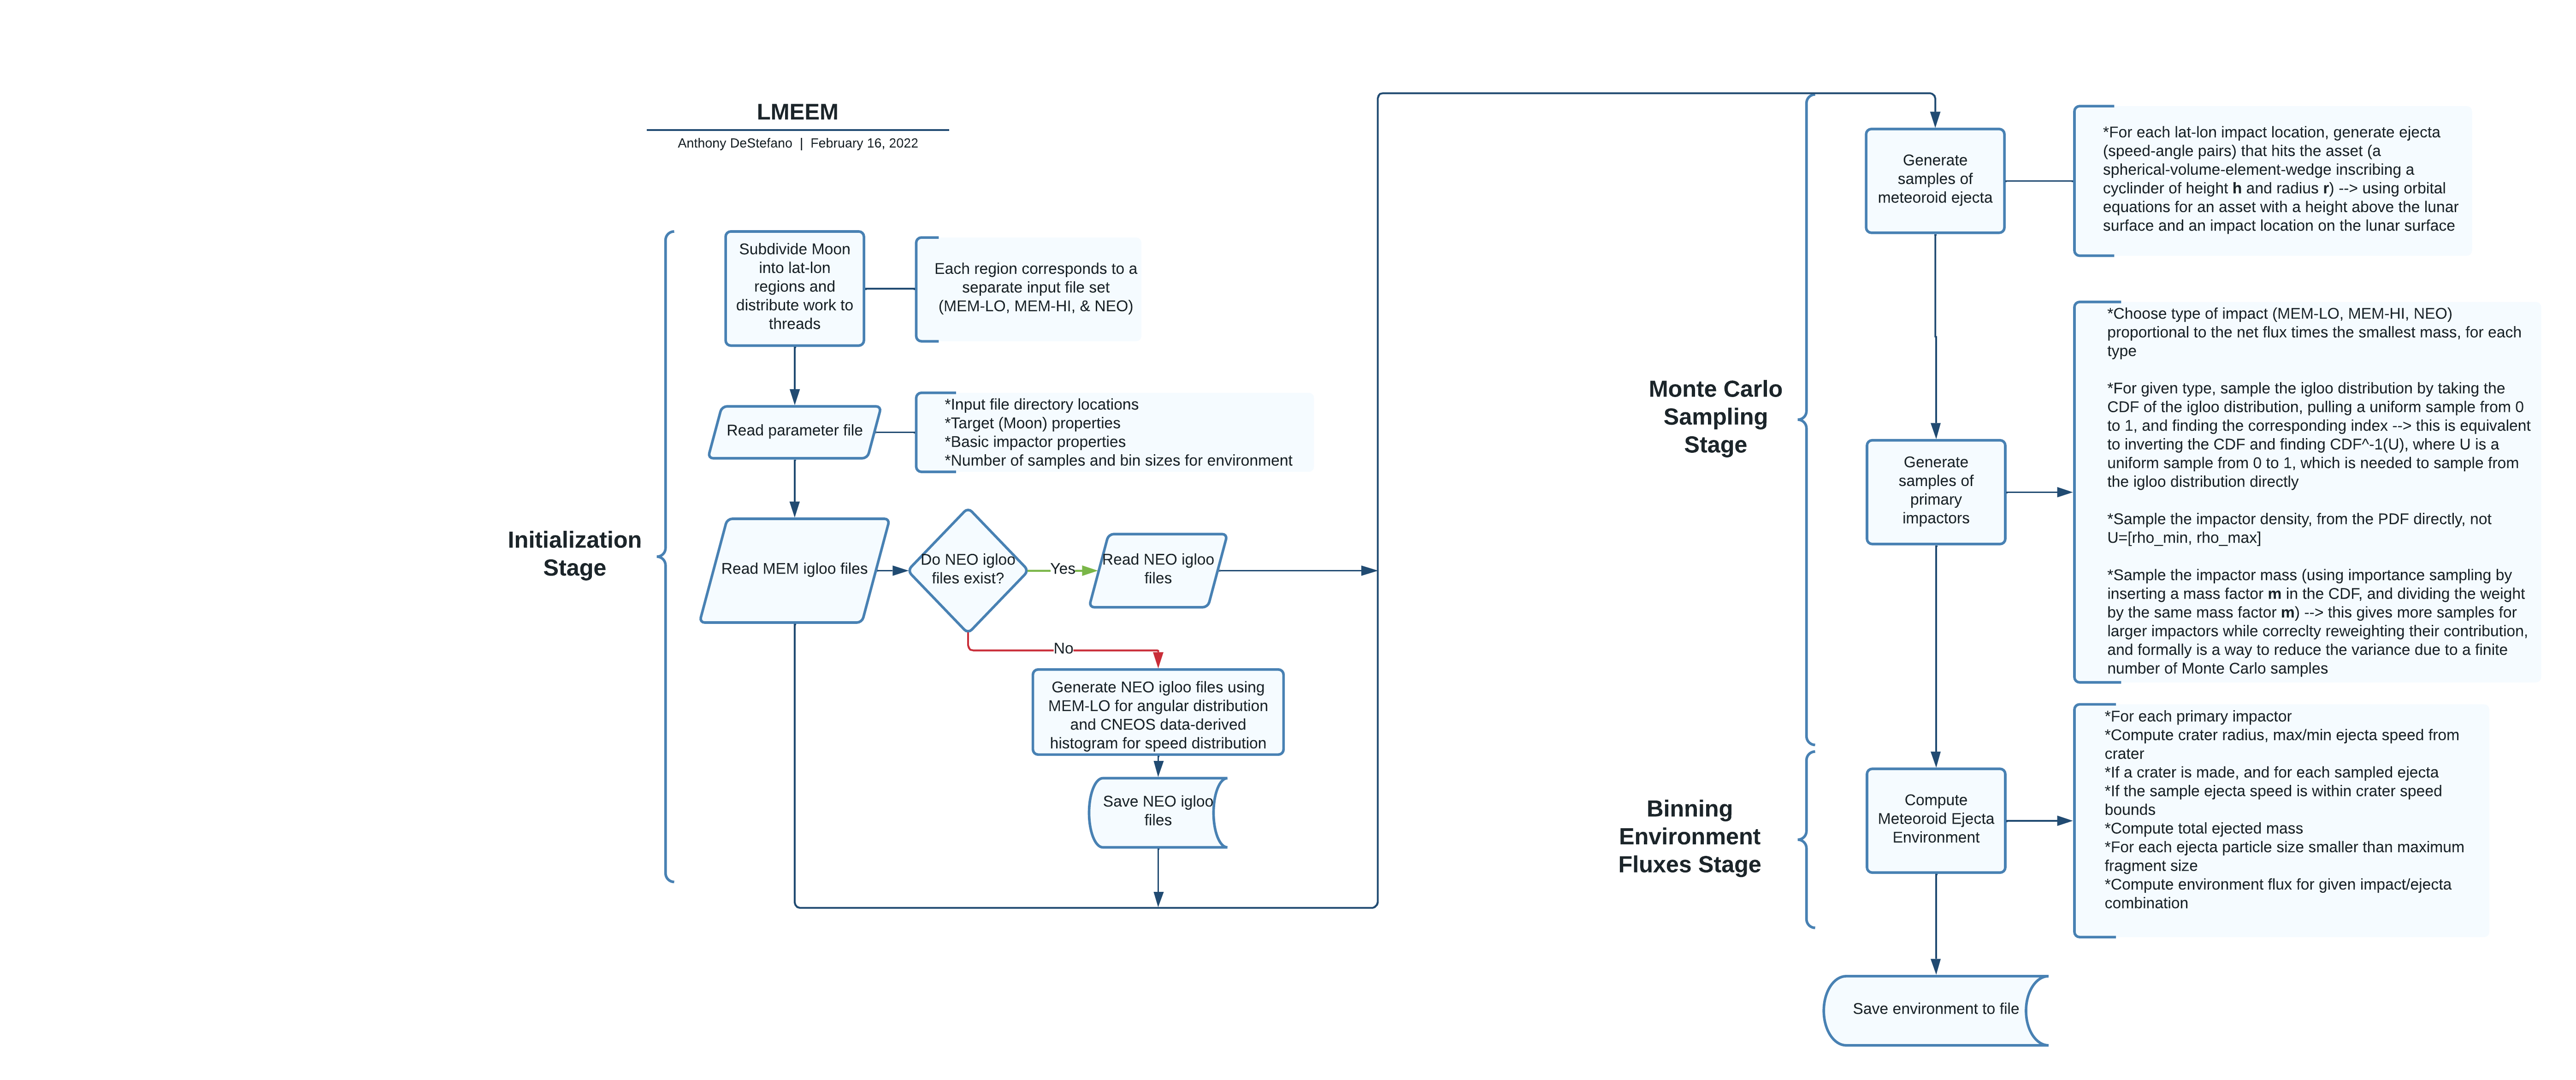 LMEEM
Anthony DeStefano | February 16, 2022
Initialization
Stage
Subdivide Moon
into lat-lon
regions and
distribute work to
threads
Each region corresponds to a
separate input file set
(MEM-LO, MEM-HI, & NEO)
Read parameter file
*Input file directory locations
*Target (Moon) properties
*Basic impactor properties
*Number of samples and bin sizes for environment
Read MEM igloo files
Do NEO igloo
files exist?
Yes
Read NEO igloo
files
No
Generate NEO igloo files using
MEM-LO for angular distribution
and CNEOS data-derived
histogram for speed distribution
Save NEO igloo
files
Monte Carlo
Sampling
Stage
Generate
samples of
meteoroid ejecta
*For each lat-lon impact location, generate ejecta
(speed-angle pairs) that hits the asset (a
spherical-volume-element-wedge inscribing a
cyclinder of height h and radius r) --> using orbital
equations for an asset with a height above the lunar
surface and an impact location on the lunar surface
Generate
samples of
primary
impactors
*Choose type of impact (MEM-LO, MEM-HI, NEO)
proportional to the net flux times the smallest mass, for each
type
*For given type, sample the igloo distribution by taking the
CDF of the igloo distribution, pulling a uniform sample from 0
to 1, and finding the corresponding index --> this is equivalent
to inverting the CDF and finding CDF^-1(U), where U is a
uniform sample from 0 to 1, which is needed to sample from
the igloo distribution directly
*Sample the impactor density, from the PDF directly, not
U=[rho_min, rho_max]
*Sample the impactor mass (using importance sampling by
inserting a mass factor m in the CDF, and dividing the weight
by the same mass factor m) --> this gives more samples for
larger impactors while correclty reweighting their contribution,
and formally is a way to reduce the variance due to a finite
number of Monte Carlo samples
Binning
Environment
Fluxes Stage
Compute
Meteoroid Ejecta
Environment
*For each primary impactor
*Compute crater radius, max/min ejecta speed from
crater
*If a crater is made, and for each sampled ejecta
*If the sample ejecta speed is within crater speed
bounds
*Compute total ejected mass
*For each ejecta particle size smaller than maximum
fragment size
*Compute environment flux for given impact/ejecta
combination
Save environment to file